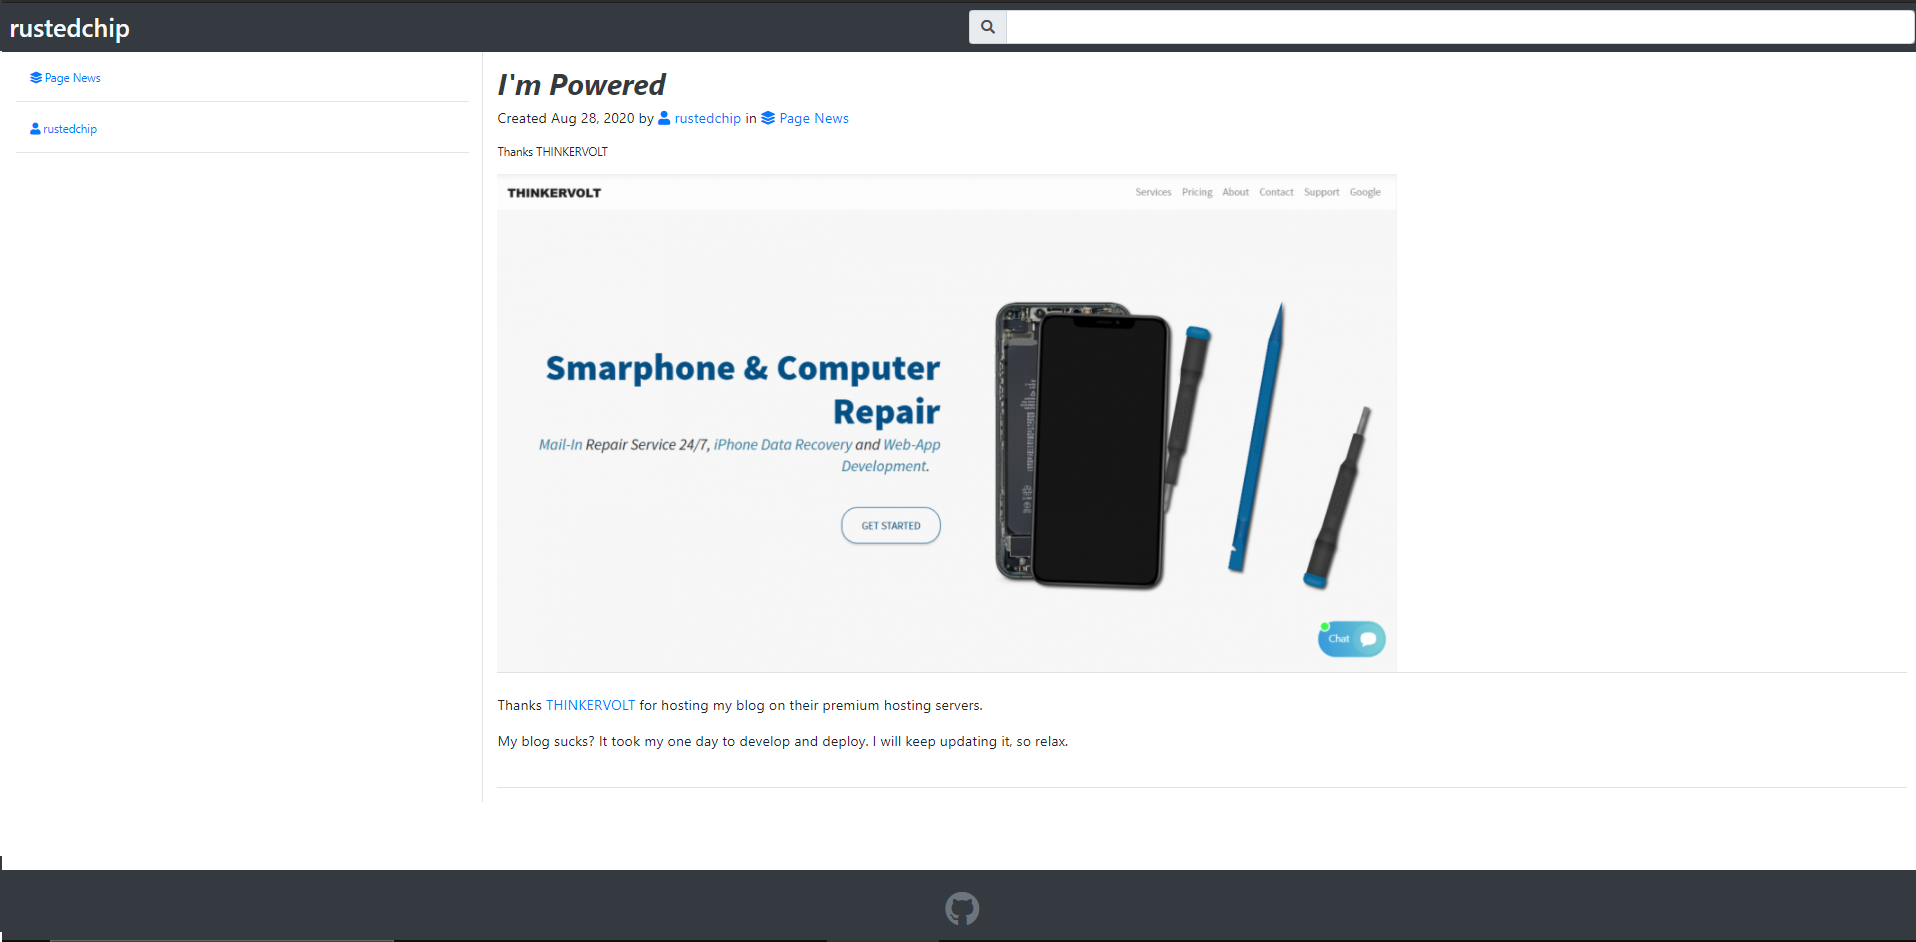 rustedchip
Page News
rustedchip
I'm Powered
Created Aug 28, 2020 by rustedchip in Page News
Thanks THINKERVOLT
THINKERVOLT
Services Pricing About Contact Support Google
Smarphone & Computer
Repair
Mail-In Repair Service 24/7, iPhone Data Recovery and Web-App
Development.
GET STARTED
Chat
Thanks THINKERVOLT for hosting my blog on their premium hosting servers.
My blog sucks? It took my one day to develop and deploy. I will keep updating it, so relax.